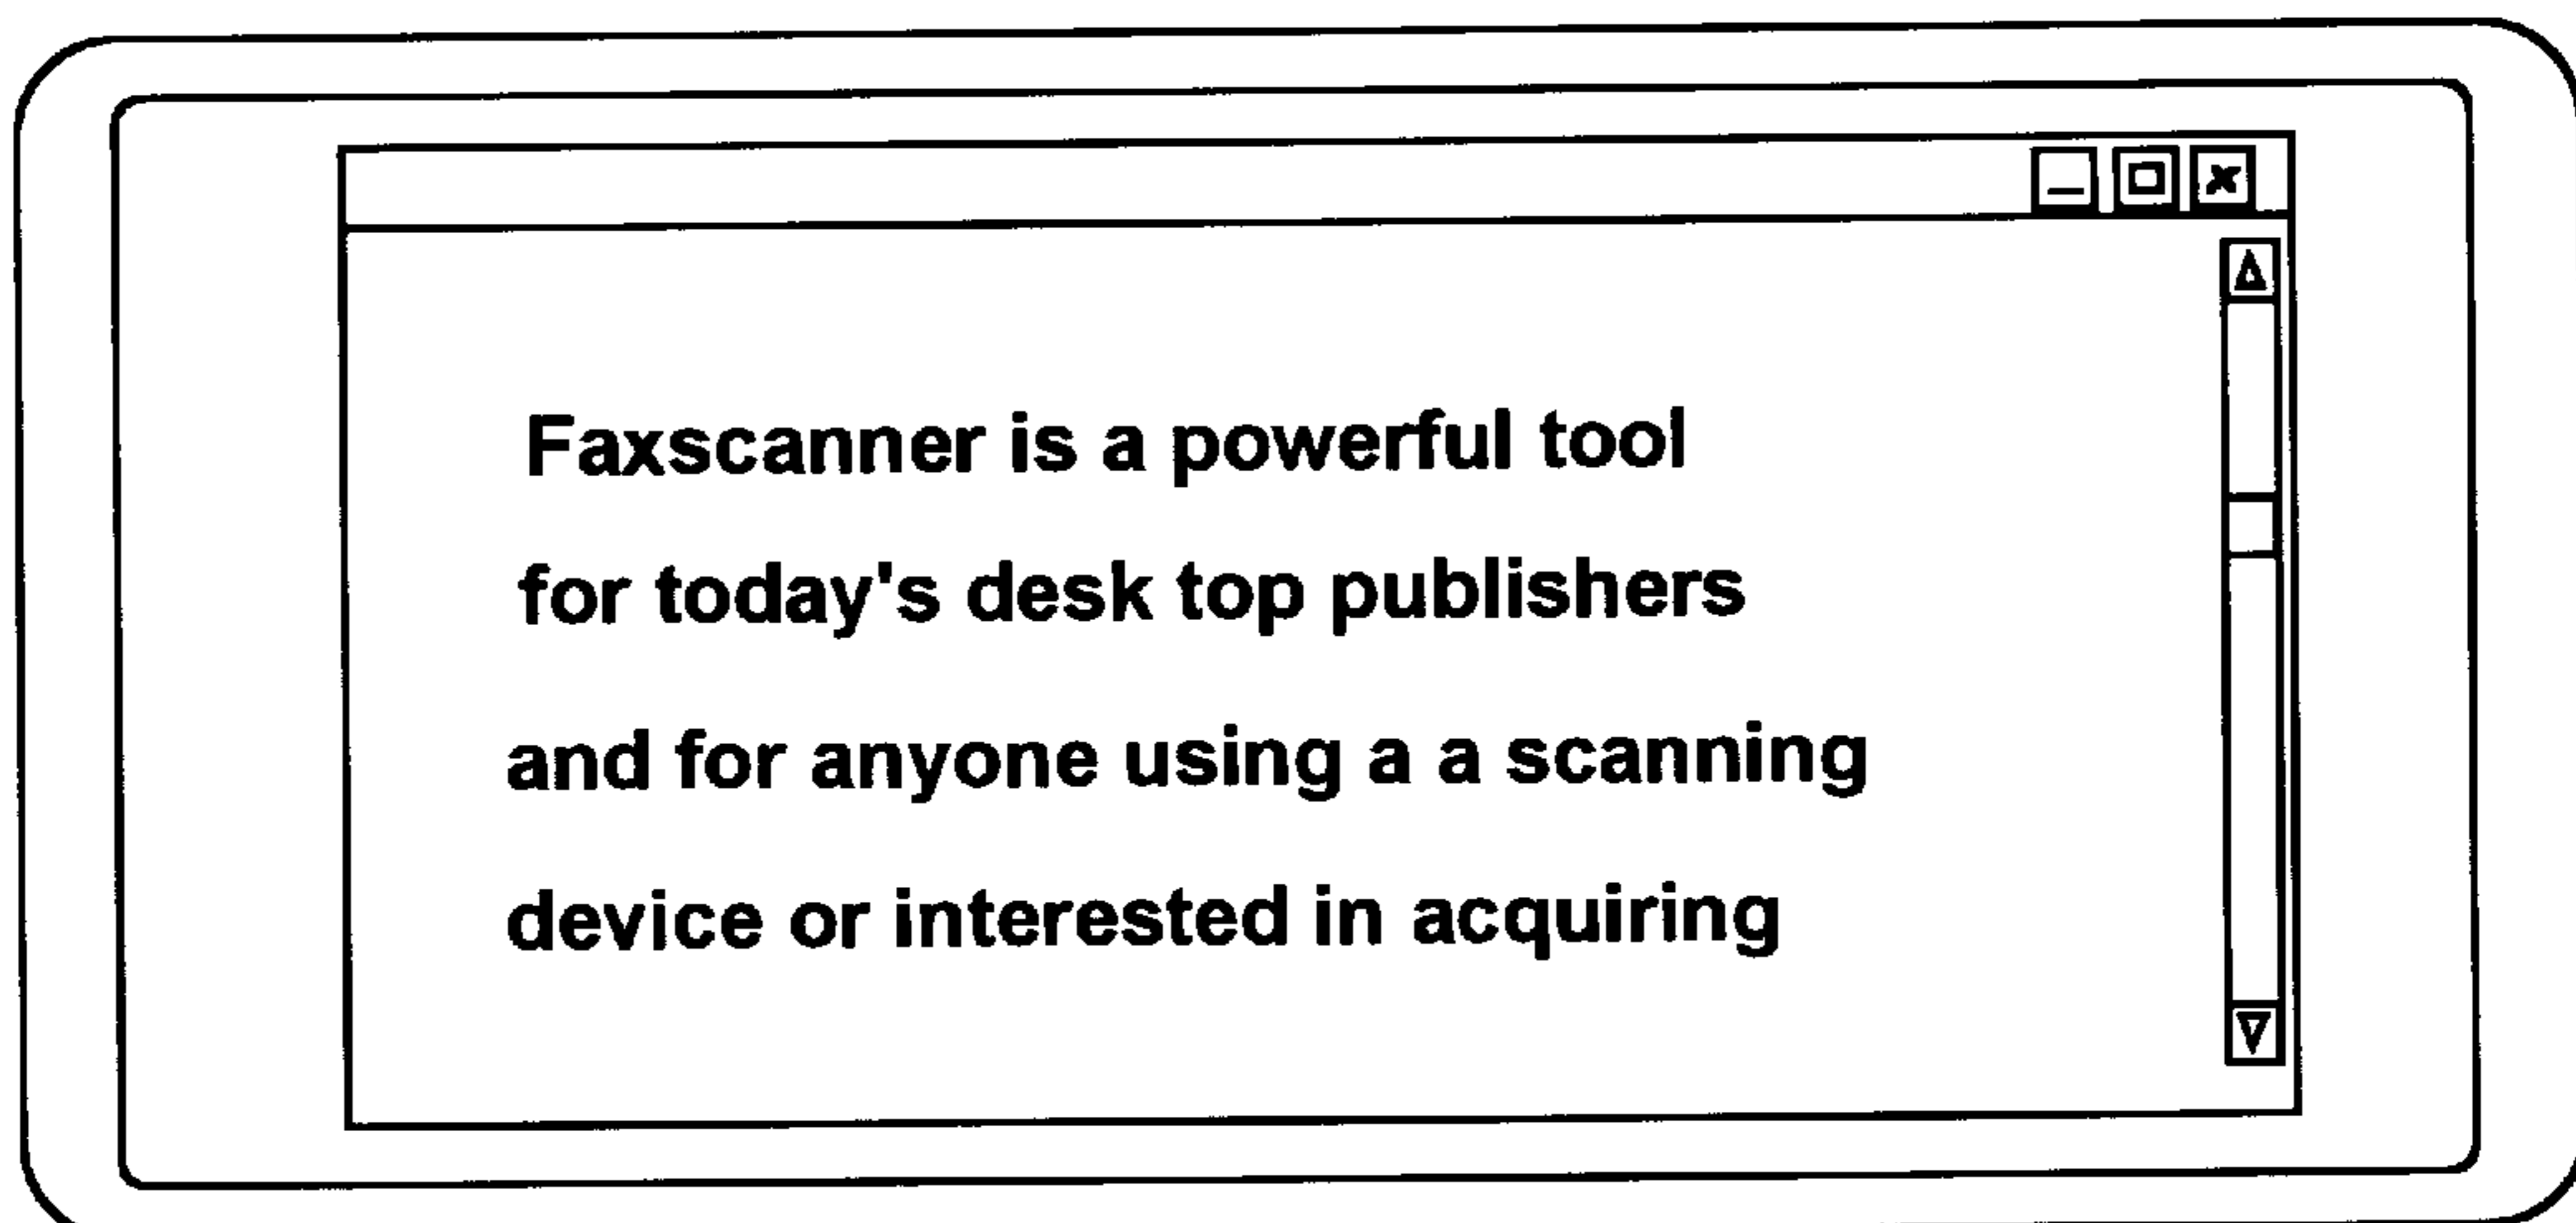 Faxscanner is a powerful tool
for today's desk top publishers
and for anyone using a a scanning
device or interested in acquiring